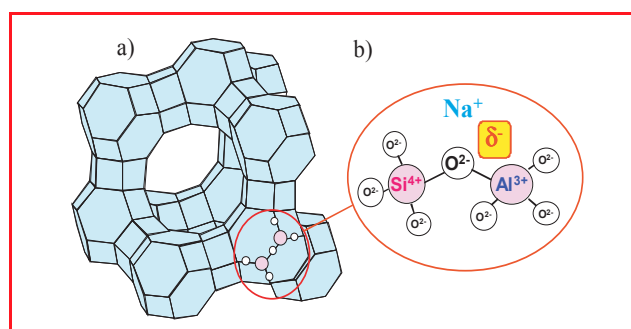 a)
b)
Na⁺
δ⁻
O²⁻
O²⁻
O²⁻
O²⁻ Si⁴⁺ Al³⁺
O²⁻ O²⁻ O²⁻